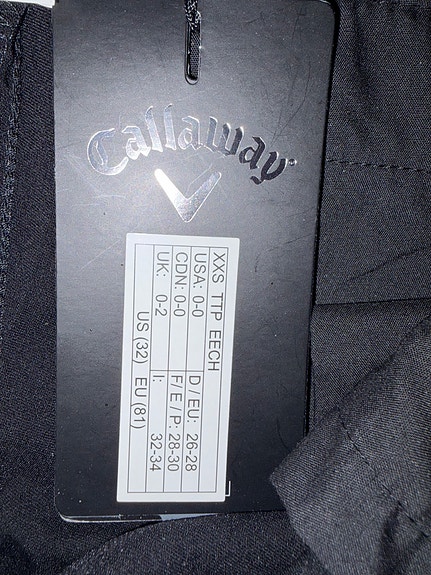 Callaway
XXS TTP EECH
USA: 0-0 D / EU: 26-28
CDN: 0-0 F / E / P: 28-30
UK: 0-2 I: 32-34
US (32) EU (81)